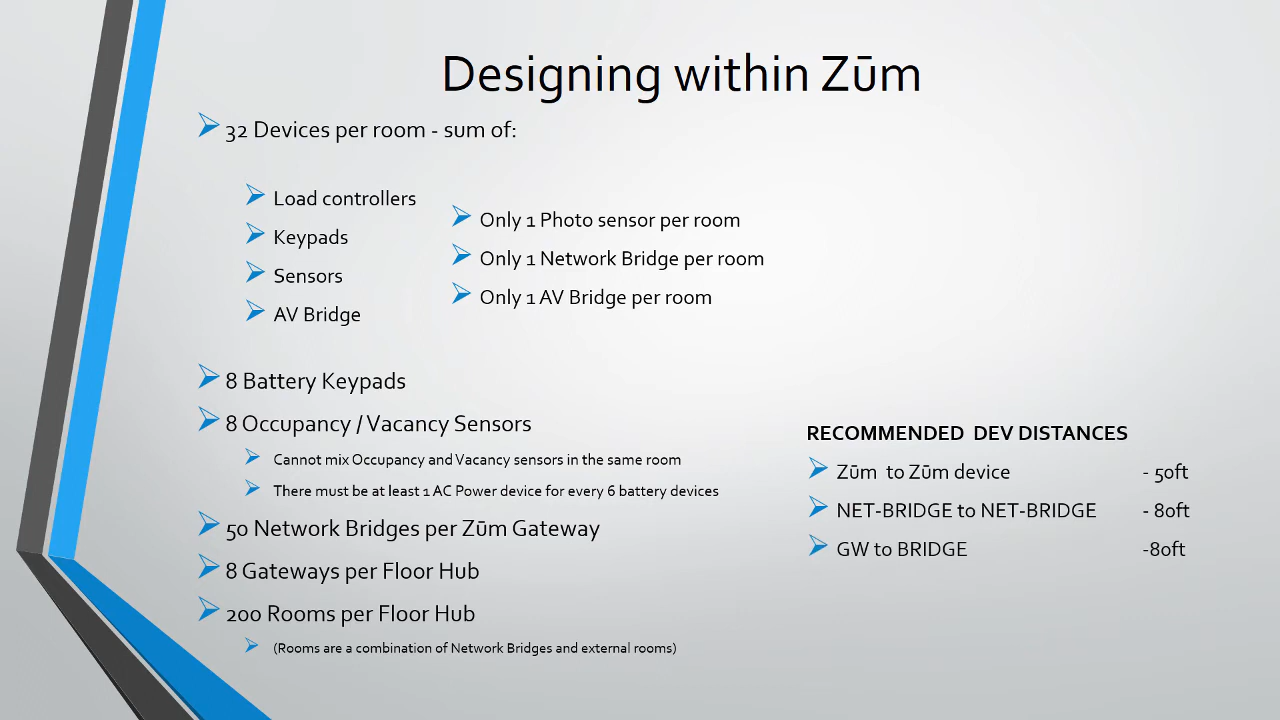 Designing within Zūm
32 Devices per room - sum of:
Load controllers
Keypads
Sensors
AV Bridge
Only 1 Photo sensor per room
Only 1 Network Bridge per room
Only 1 AV Bridge per room
8 Battery Keypads
8 Occupancy / Vacancy Sensors
Cannot mix Occupancy and Vacancy sensors in the same room
There must be at least 1 AC Power device for every 6 battery devices
50 Network Bridges per Zūm Gateway
8 Gateways per Floor Hub
200 Rooms per Floor Hub
(Rooms are a combination of Network Bridges and external rooms)
RECOMMENDED DEV DISTANCES
Zūm to Zūm device - 50ft
NET-BRIDGE to NET-BRIDGE - 80ft
GW to BRIDGE -80ft